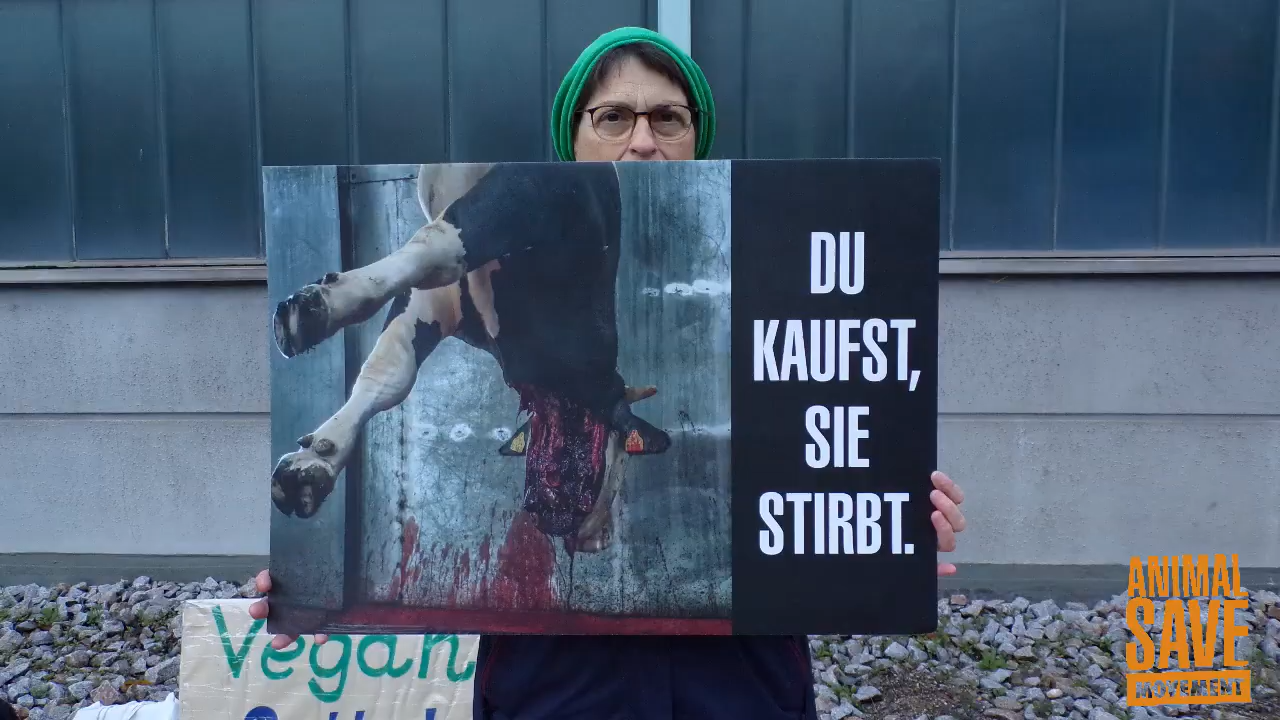 DU
KAUFST,
SIE
STIRBT.
Vegan
ANIMAL
SAVE
MOVEMENT